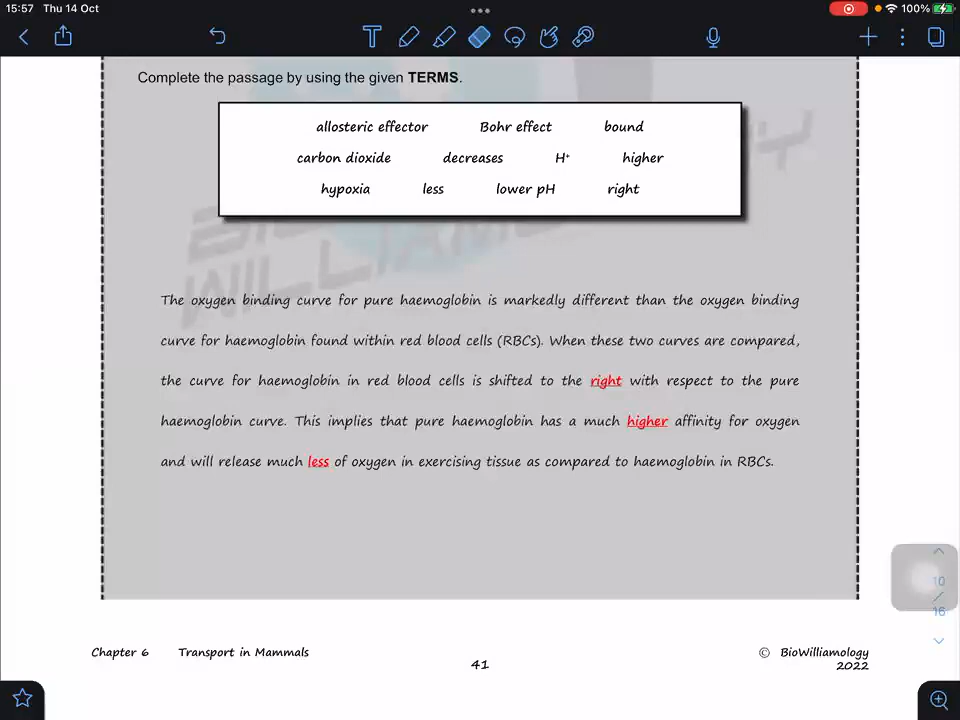 15:57 Thu 14 Oct
100%
Complete the passage by using the given TERMS.
allosteric effector Bohr effect bound
carbon dioxide decreases H⁺ higher
hypoxia less lower pH right
The oxygen binding curve for pure haemoglobin is markedly different than the oxygen binding
curve for haemoglobin found within red blood cells (RBCs). When these two curves are compared,
the curve for haemoglobin in red blood cells is shifted to the right with respect to the pure
haemoglobin curve. This implies that pure haemoglobin has a much higher affinity for oxygen
and will release much less of oxygen in exercising tissue as compared to haemoglobin in RBCs.
10
/
16
Chapter 6 Transport in Mammals
41
© BioWilliamology
2022